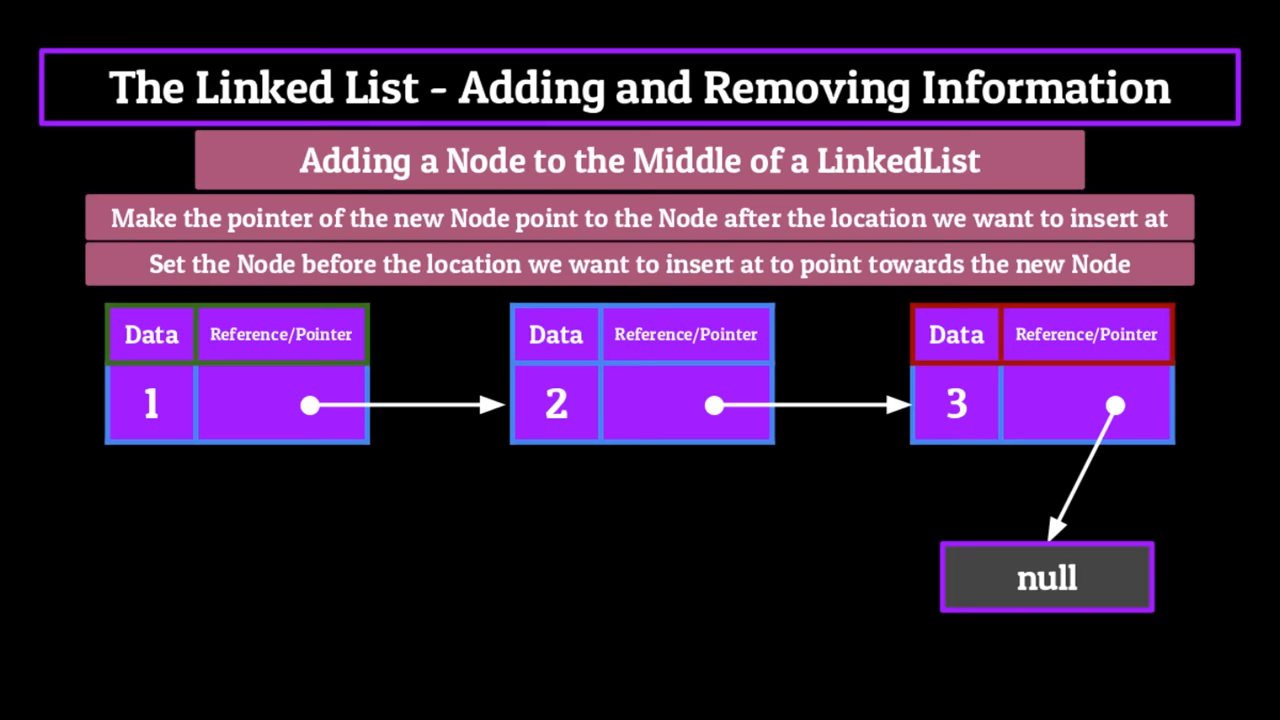 The Linked List - Adding and Removing Information
Adding a Node to the Middle of a LinkedList
Make the pointer of the new Node point to the Node after the location we want to insert at
Set the Node before the location we want to insert at to point towards the new Node
Data Reference/Pointer Data Reference/Pointer Data Reference/Pointer
1 2 3
null